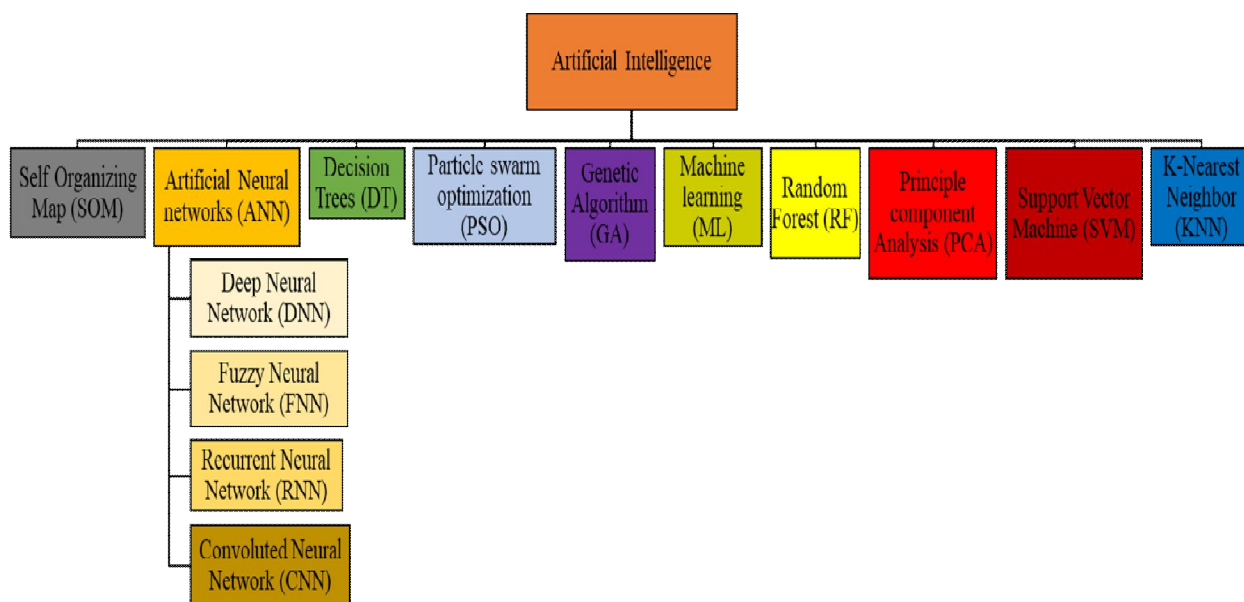 Artificial Intelligence
Self Organizing
Map (SOM)
Artificial Neural
networks (ANN)
Decision
Trees (DT)
Particle swarm
optimization
(PSO)
Genetic
Algorithm
(GA)
Machine
learning
(ML)
Random
Forest (RF)
Principle
component
Analysis (PCA)
Support Vector
Machine (SVM)
K-Nearest
Neighbor
(KNN)
Deep Neural
Network (DNN)
Fuzzy Neural
Network (FNN)
Recurrent Neural
Network (RNN)
Convoluted Neural
Network (CNN)